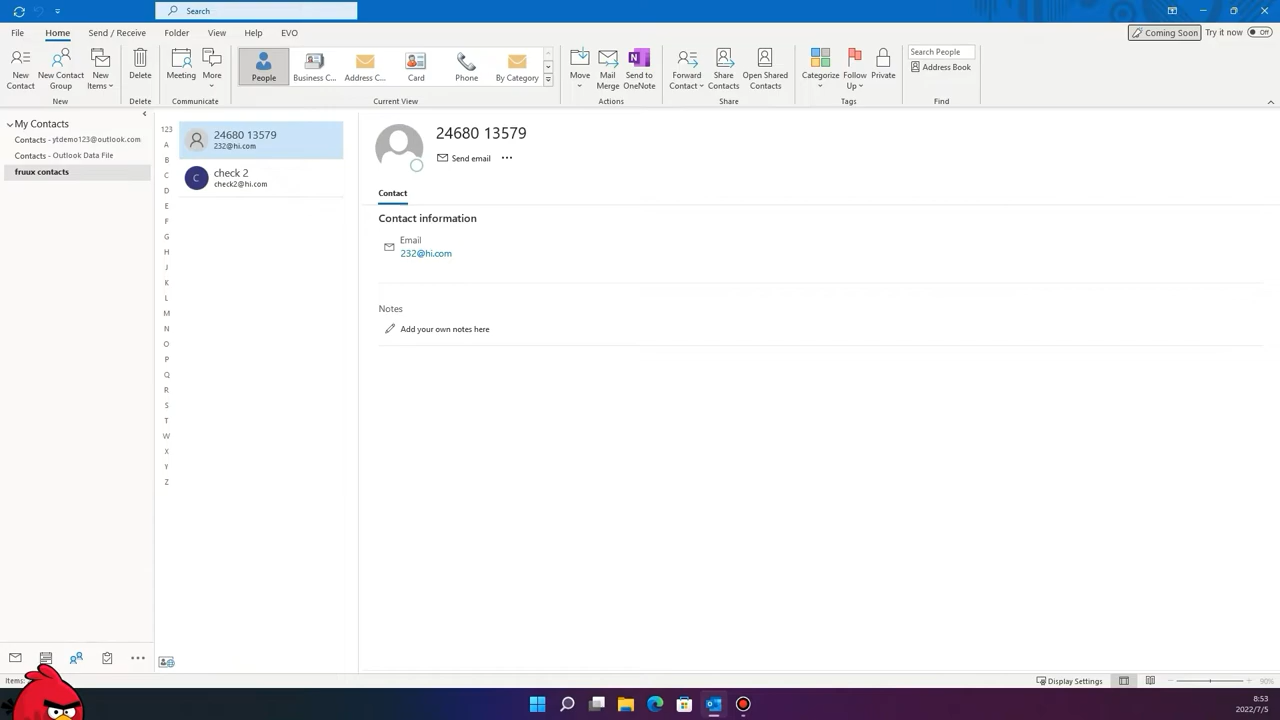 Search
File Home Send / Receive Folder View Help EVO
Coming Soon Try it now Off
New Contact
New Contact Group
New Items
Delete
Meeting
More
People
Business C...
Address C...
Card
Phone
By Category
Move
Mail Merge
Send to OneNote
Forward Contact
Share Contacts
Open Shared Contacts
Categorize
Follow Up
Private
Search People
Address Book
New Delete Communicate Current View Actions Share Tags Find
My Contacts
Contacts - ytdemo123@outlook.com
Contacts - Outlook Data File
fruux contacts
123
A
B
C
D
E
F
G
H
J
K
L
M
N
O
P
Q
R
S
T
W
X
Y
Z
24680 13579
232@hi.com
C
check 2
check2@hi.com
24680 13579
Send email
Contact
Contact information
Email
232@hi.com
Notes
Add your own notes here
Items:
Display Settings
90%
8:53
2022/7/5